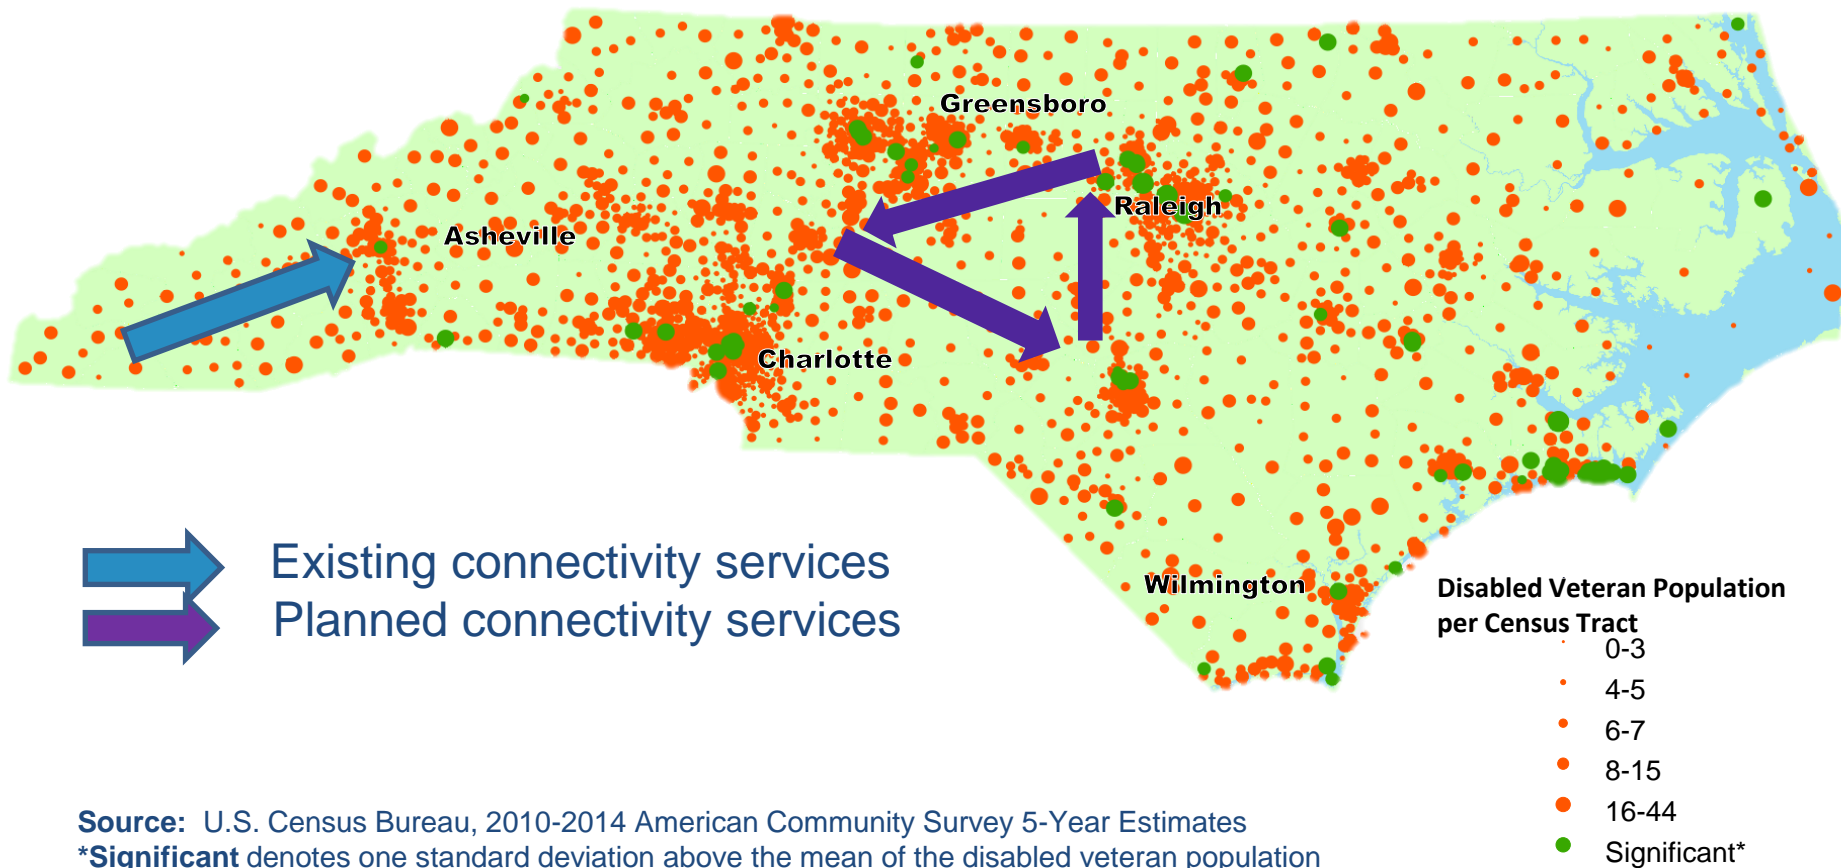 Greensboro
Raleigh
Asheville
Charlotte
Existing connectivity services
Planned connectivity services
Wilmington
Disabled Veteran Population
per Census Tract
0-3
4-5
6-7
8-15
16-44
Significant*
Source: U.S. Census Bureau, 2010-2014 American Community Survey 5-Year Estimates
*Significant denotes one standard deviation above the mean of the disabled veteran population